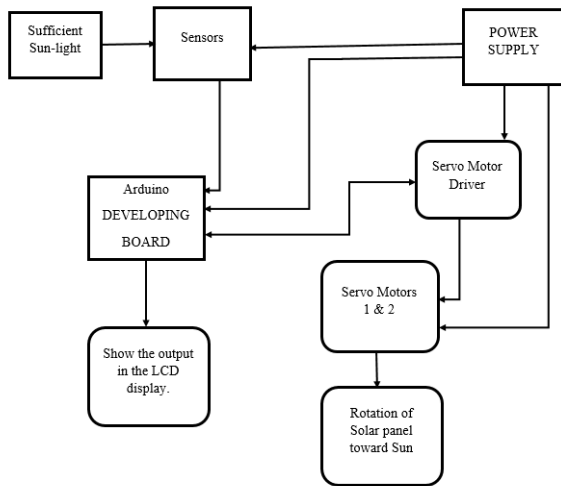 Sufficient
Sun-light
Sensors
POWER
SUPPLY
Servo Motor
Driver
Arduino
DEVELOPING
BOARD
Servo Motors
1 & 2
Show the output
in the LCD
display.
Rotation of
Solar panel
toward Sun